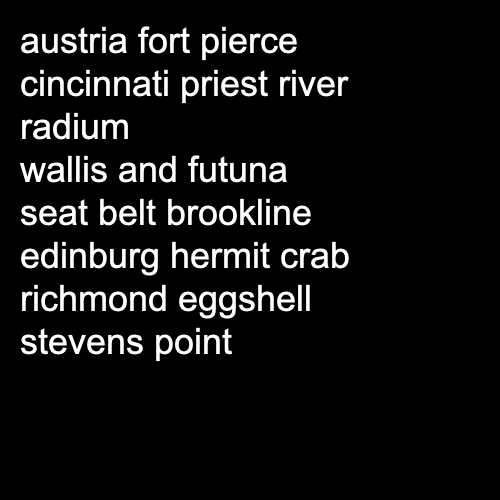 austria fort pierce
cincinnati priest river
radium
wallis and futuna
seat belt brookline
edinburg hermit crab
richmond eggshell
stevens point